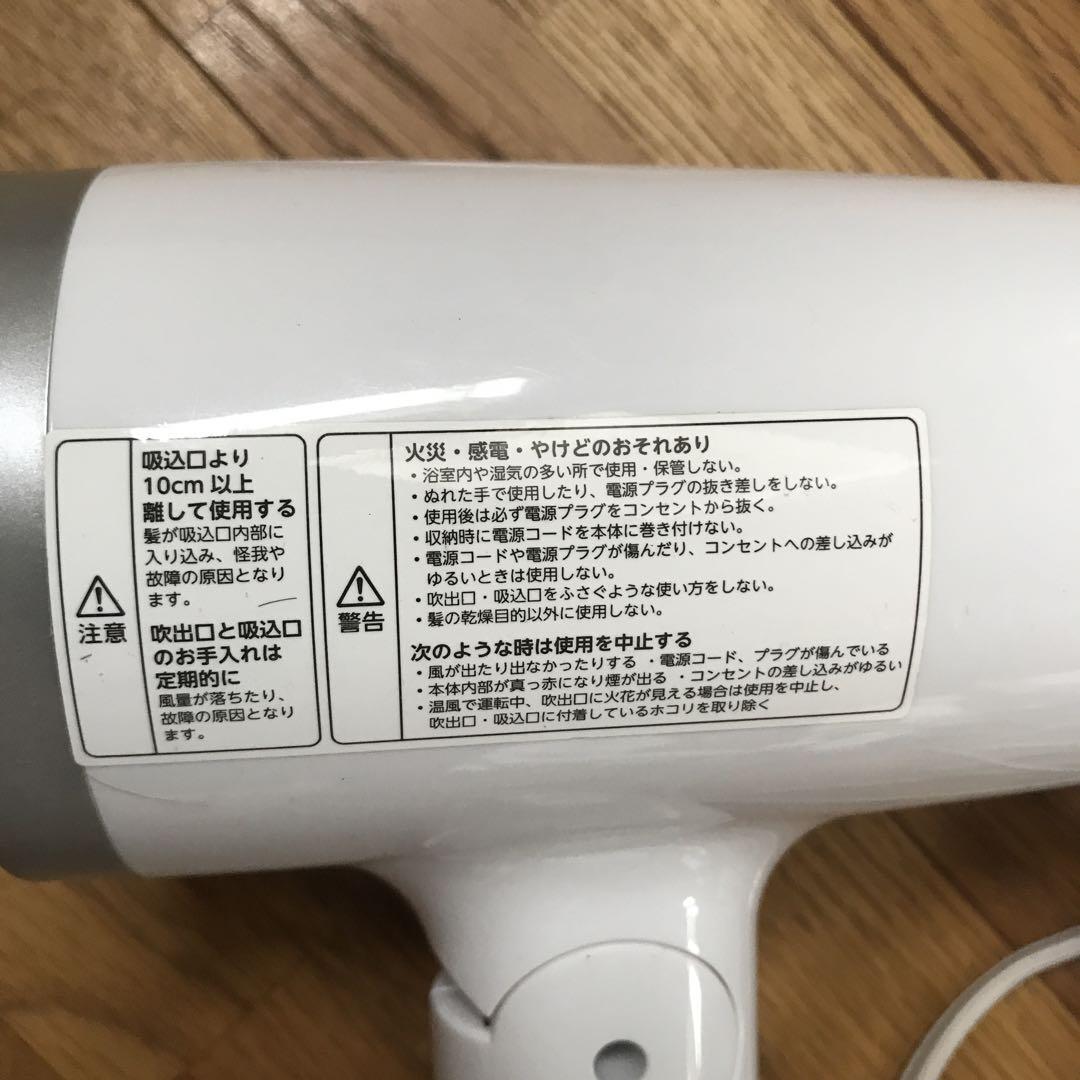 注意
吸込口より
10cm 以上
離して使用する
髪が吸込口内部に
入り込み、怪我や
故障の原因となり
ます。
吹出口と吸込口
のお手入れは
定期的に
風量が落ちたり、
故障の原因となり
ます。
警告
火災・感電・やけどのおそれあり
・浴室内や湿気の多い所で使用・保管しない。
・ぬれた手で使用したり、電源プラグの抜き差しをしない。
・使用後は必ず電源プラグをコンセントから抜く。
・収納時に電源コードを本体に巻き付けない。
・電源コードや電源プラグが傷んだり、コンセントへの差し込みが
ゆるいときは使用しない。
・吹出口・吸込口をふさぐような使い方をしない。
・髪の乾燥目的以外に使用しない。
次のような時は使用を中止する
・風が出たり出なかったりする ・電源コード、プラグが傷んでいる
・本体内部が真っ赤になり煙が出る ・コンセントの差し込みがゆるい
・温風で運転中、吹出口に火花が見える場合は使用を中止し、
吹出口・吸込口に付着しているホコリを取り除く